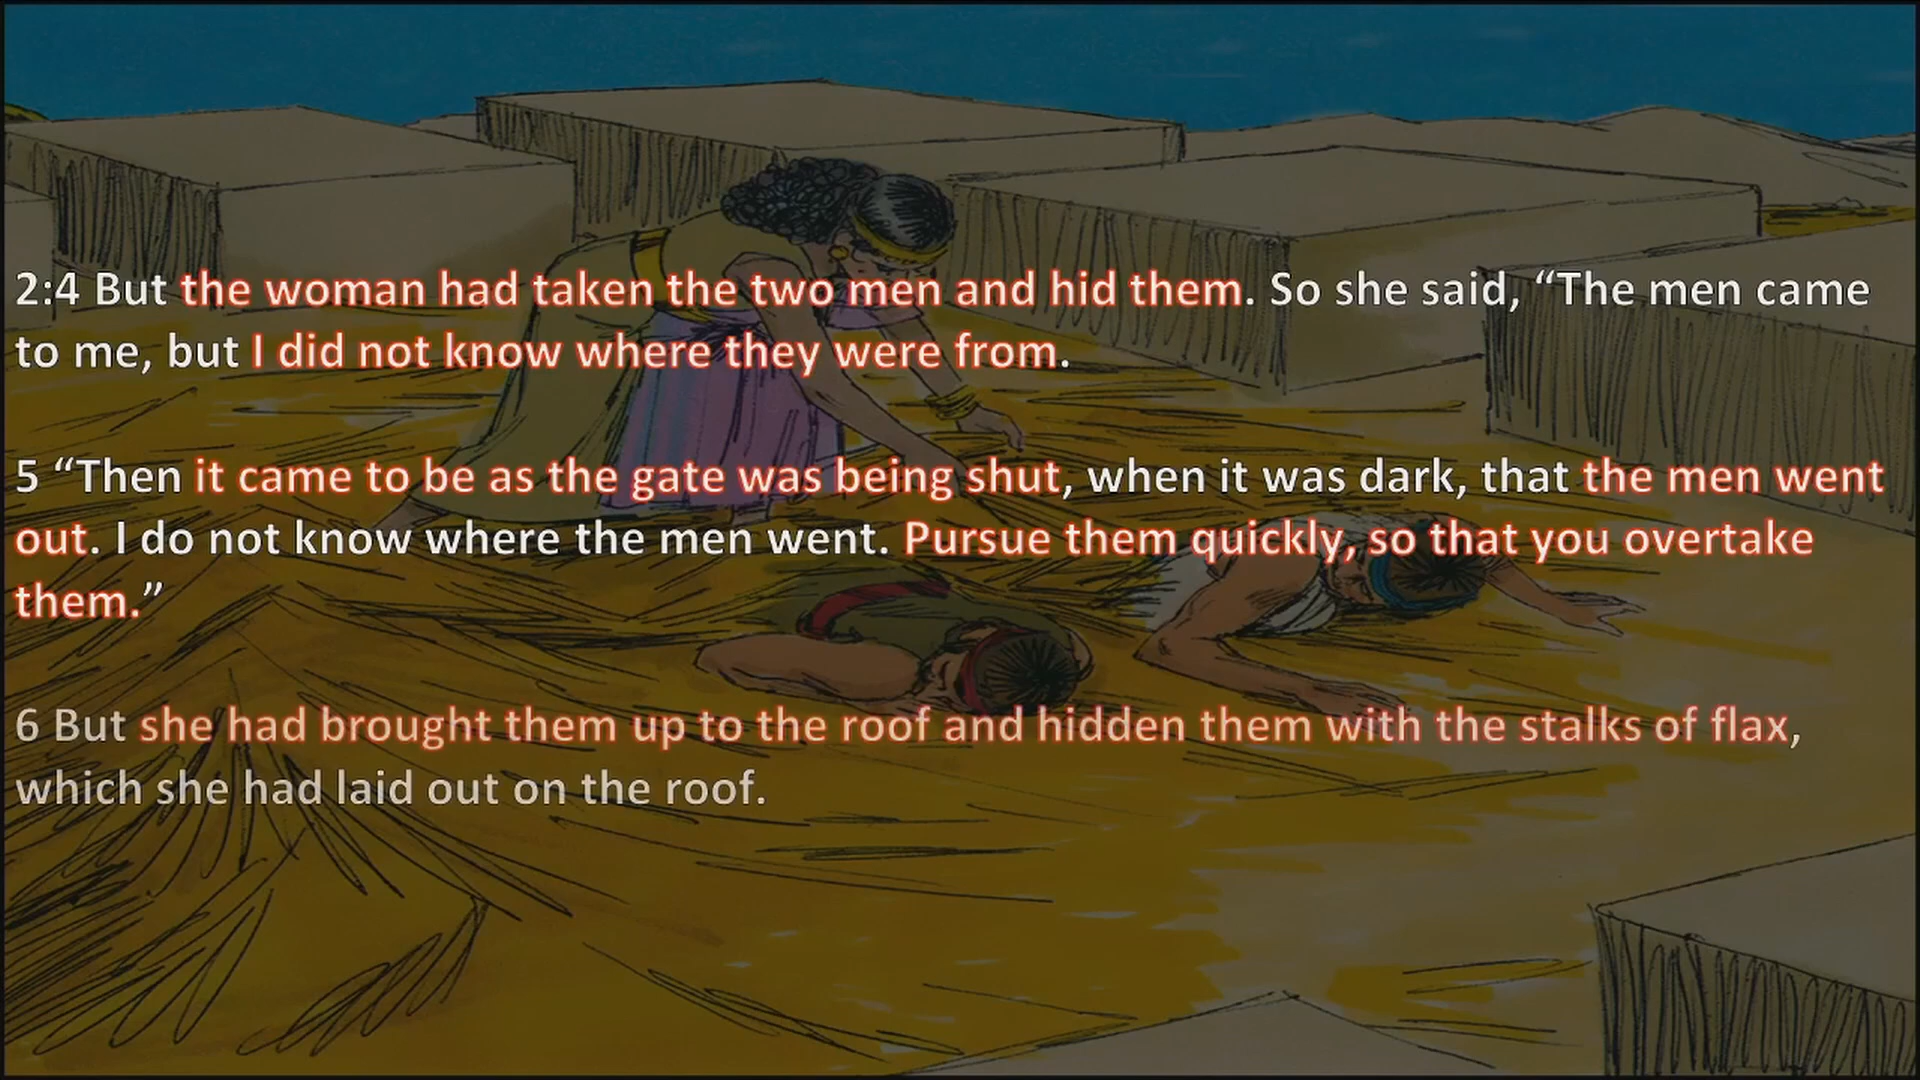 2:4 But the woman had taken the two men and hid them. So she said, “The men came
to me, but I did not know where they were from.
5 “Then it came to be as the gate was being shut, when it was dark, that the men went
out. I do not know where the men went. Pursue them quickly, so that you overtake
them.”
6 But she had brought them up to the roof and hidden them with the stalks of flax,
which she had laid out on the roof.